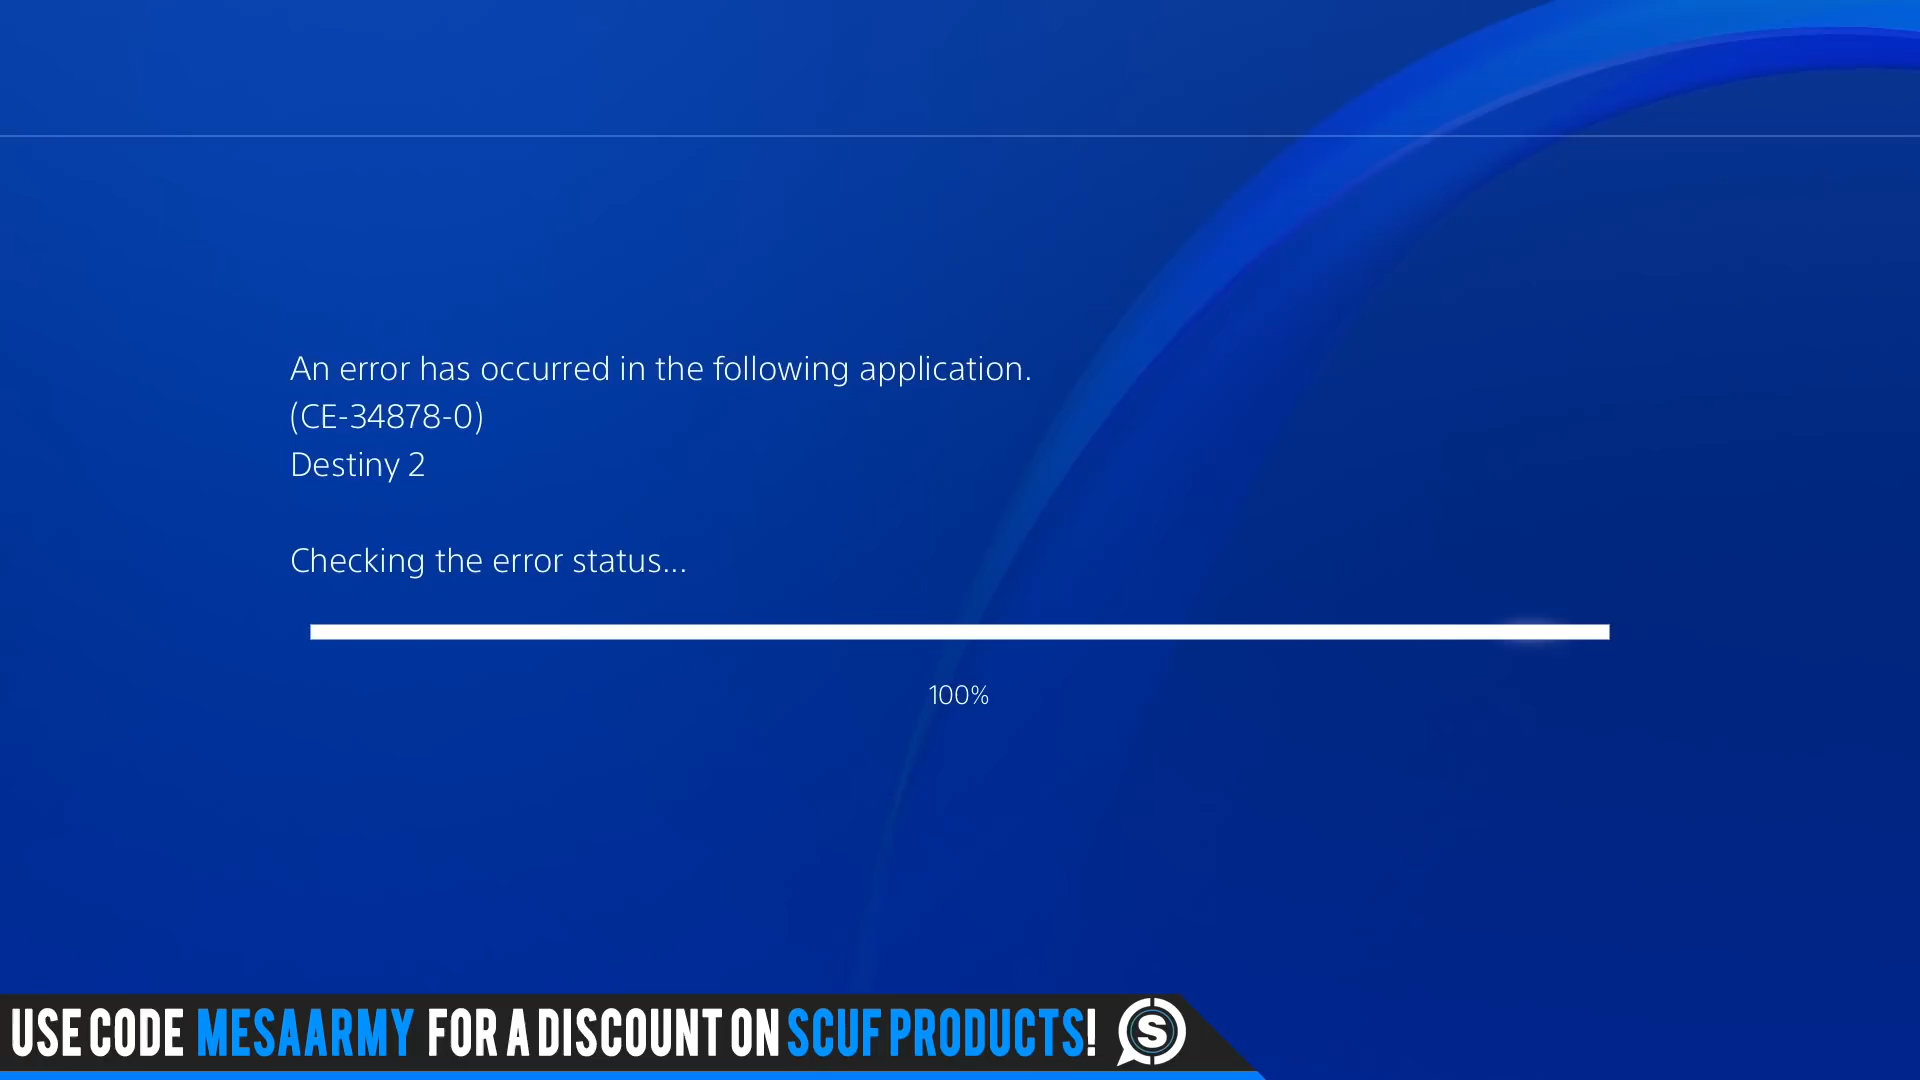 An error has occurred in the following application.
(CE-34878-0)
Destiny 2
Checking the error status...
100%
USE CODE MESAARMY FOR A DISCOUNT ON SCUF PRODUCTS!
S